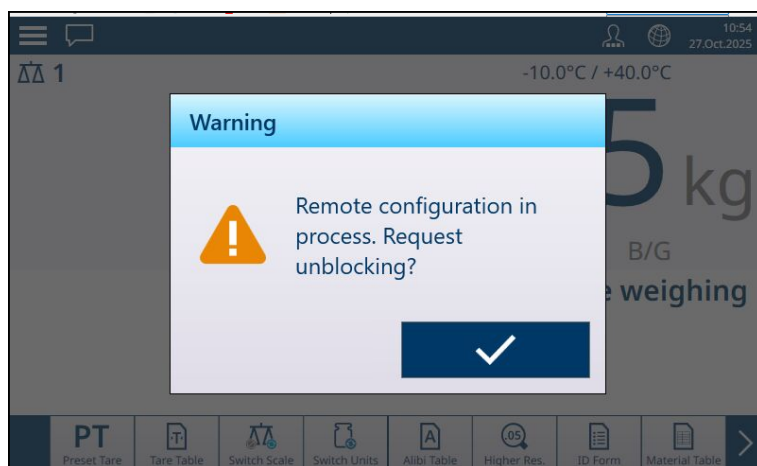 10:54
27.Oct.2025
1
-10.0°C / +40.0°C
Warning
5 kg
Remote configuration in
process. Request
unblocking?
B/G
weighing
PT
Preset Tare
T
Tare Table
Switch Scale
Switch Units
A
Alibi Table
.05
Higher Res.
ID Form
Material Table